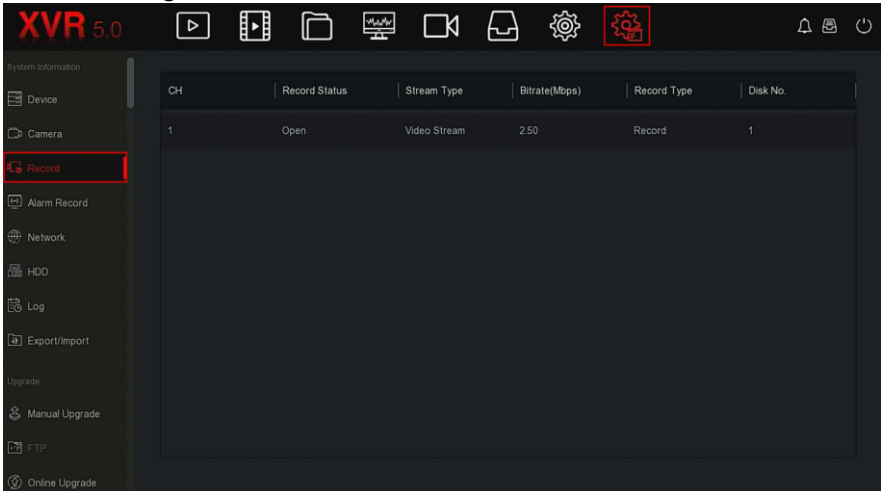 XVR 5.0
System Information
Device
Camera
Record
Alarm Record
Network
HDD
Log
Export/Import
Upgrade
Manual Upgrade
FTP
Online Upgrade
CH Record Status Stream Type Bitrate(Mbps) Record Type Disk No.
1 Open Video Stream 2.50 Record 1